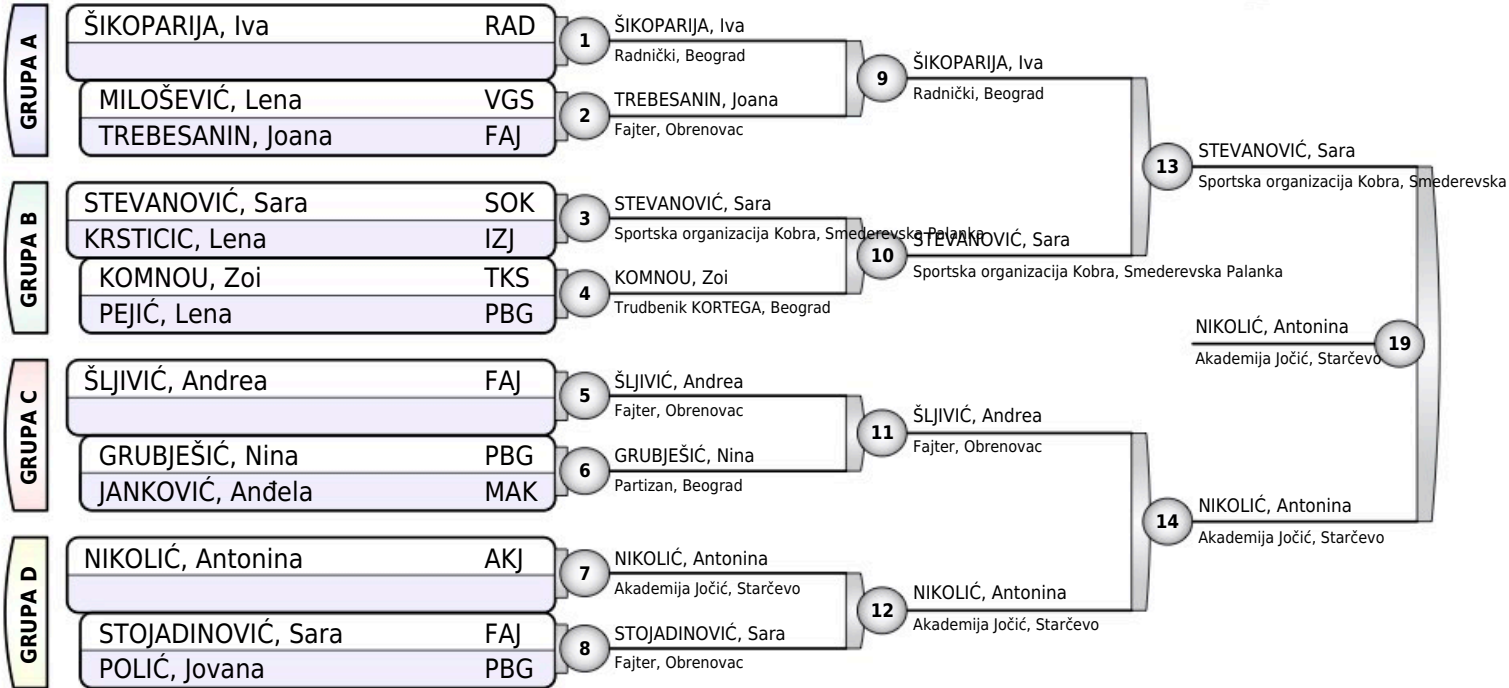 GRUPA A
ŠIKOPARIJA, Iva RAD
MILOŠEVIĆ, Lena VGS
TREBESANIN, Joana FAJ
GRUPA B
STEVANOVIĆ, Sara SOK
KRSTICIC, Lena IZJ
KOMNOU, Zoi TKS
PEJIĆ, Lena PBG
GRUPA C
ŠLJIVIĆ, Andrea FAJ
GRUBJEŠIĆ, Nina PBG
JANKOVIĆ, Anđela MAK
GRUPA D
NIKOLIĆ, Antonina AKJ
STOJADINOVIĆ, Sara FAJ
POLIĆ, Jovana PBG
1 ŠIKOPARIJA, Iva
Radnički, Beograd
2 TREBESANIN, Joana
Fajter, Obrenovac
3 STEVANOVIĆ, Sara
Sportska organizacija Kobra, Smederevska Palanka
4 KOMNOU, Zoi
Trudbenik KORTEGA, Beograd
5 ŠLJIVIĆ, Andrea
Fajter, Obrenovac
6 GRUBJEŠIĆ, Nina
Partizan, Beograd
7 NIKOLIĆ, Antonina
Akademija Jočić, Starčevo
8 STOJADINOVIĆ, Sara
Fajter, Obrenovac
9 ŠIKOPARIJA, Iva
Radnički, Beograd
10 STEVANOVIĆ, Sara
Sportska organizacija Kobra, Smederevska Palanka
11 ŠLJIVIĆ, Andrea
Fajter, Obrenovac
12 NIKOLIĆ, Antonina
Akademija Jočić, Starčevo
13 STEVANOVIĆ, Sara
Sportska organizacija Kobra, Smederevska
14 NIKOLIĆ, Antonina
Akademija Jočić, Starčevo
NIKOLIĆ, Antonina 19
Akademija Jočić, Starčevo